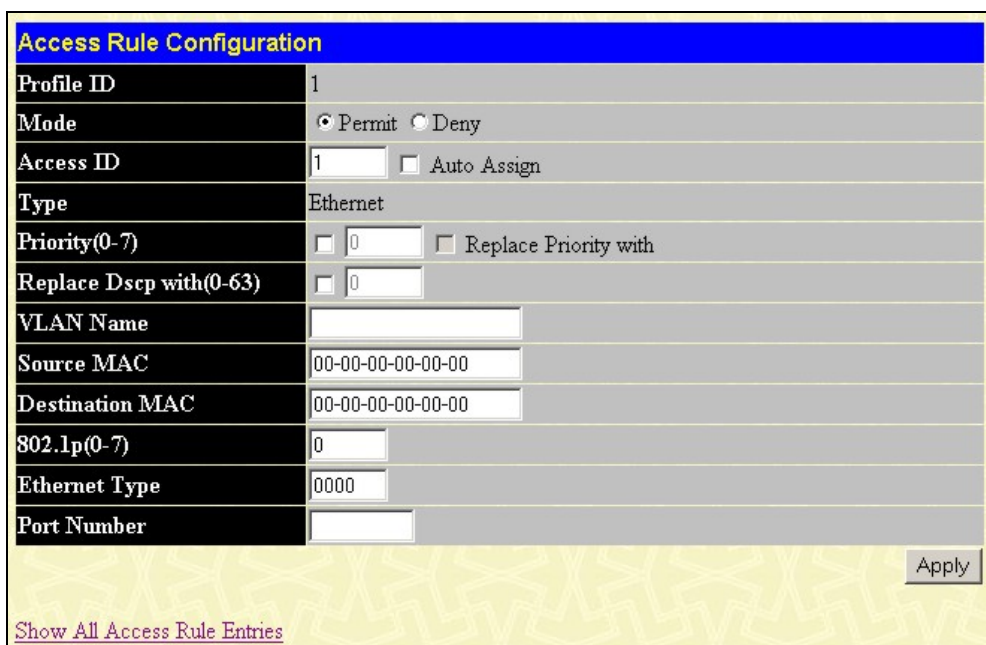 Access Rule Configuration
Profile ID 1
Mode Permit Deny
Access ID 1 Auto Assign
Type Ethernet
Priority(0-7) 0 Replace Priority with
Replace Dscp with(0-63) 0
VLAN Name
Source MAC 00-00-00-00-00-00
Destination MAC 00-00-00-00-00-00
802.1p(0-7) 0
Ethernet Type 0000
Port Number
Apply
Show All Access Rule Entries